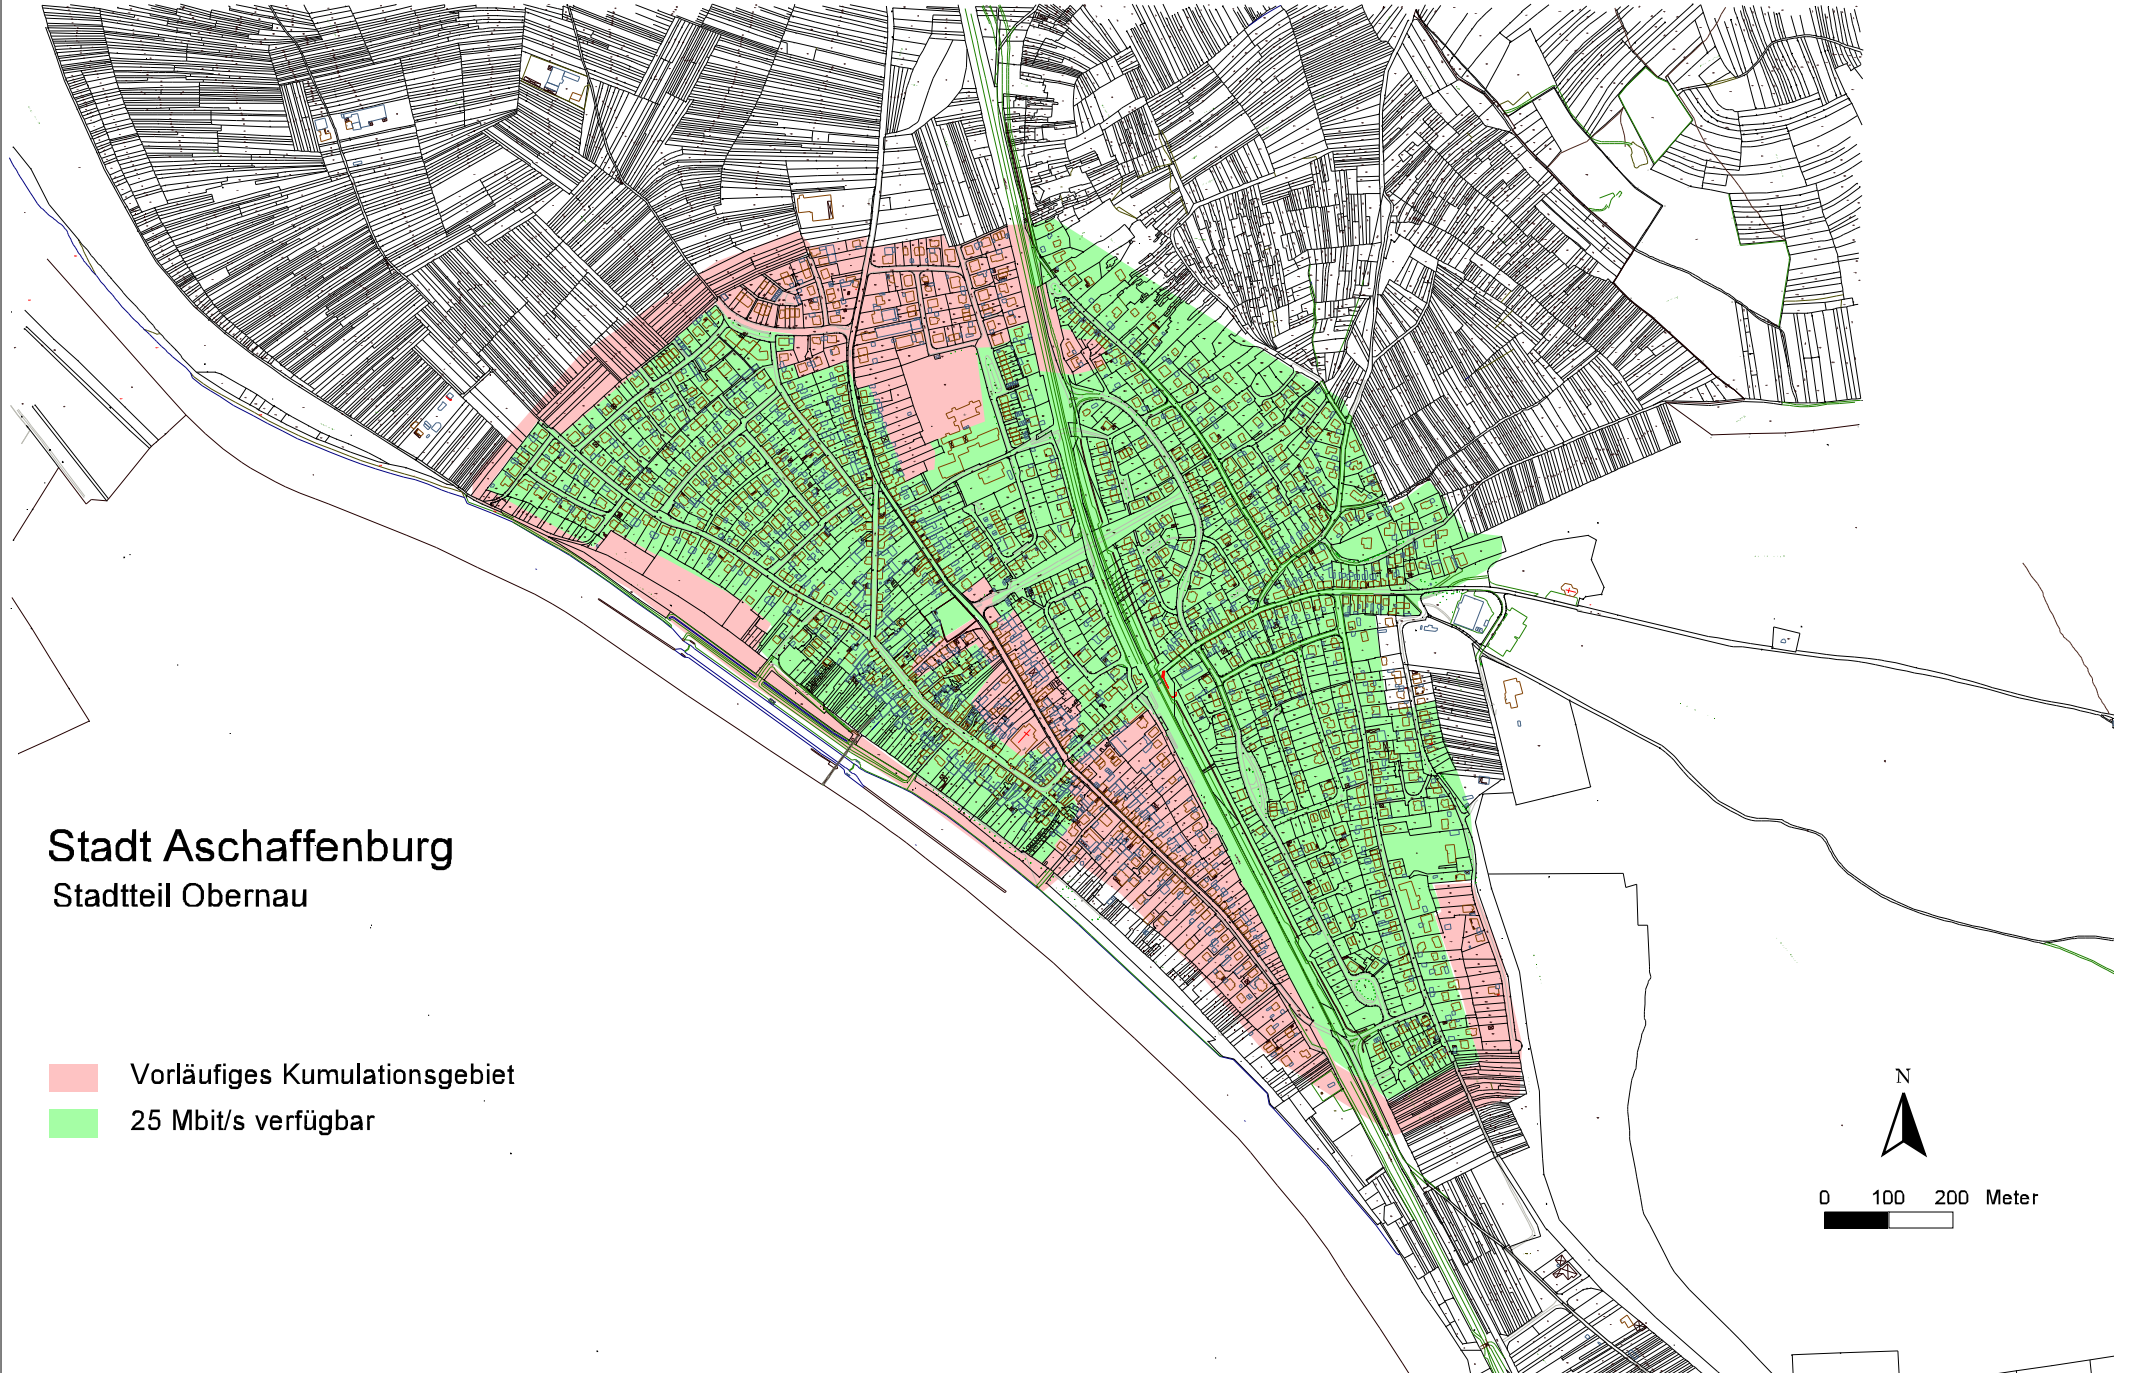 Stadt Aschaffenburg
Stadtteil Obernau
Vorläufiges Kumulationsgebiet
25 Mbit/s verfügbar
N
0 100 200 Meter